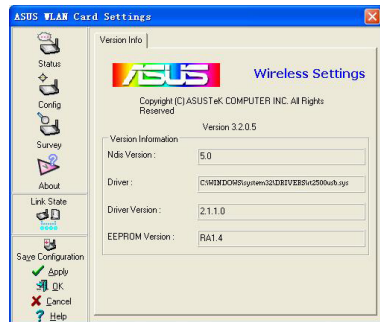 ASUS WLAN Card Settings
Status
Config
Survey
About
Link State
Save Configuration
Apply
OK
Cancel
Help
Version Info
ASUS
Wireless Settings
Copyright (C) ASUSTeK COMPUTER INC. All Rights
Reserved
Version 3.2.0.5
Version Information
Ndis Version :
5.0
Driver :
C:\WINDOWS\system32\DRIVERS\rt2500usb.sys
Driver Version :
2.1.1.0
EEPROM Version :
RA1.4